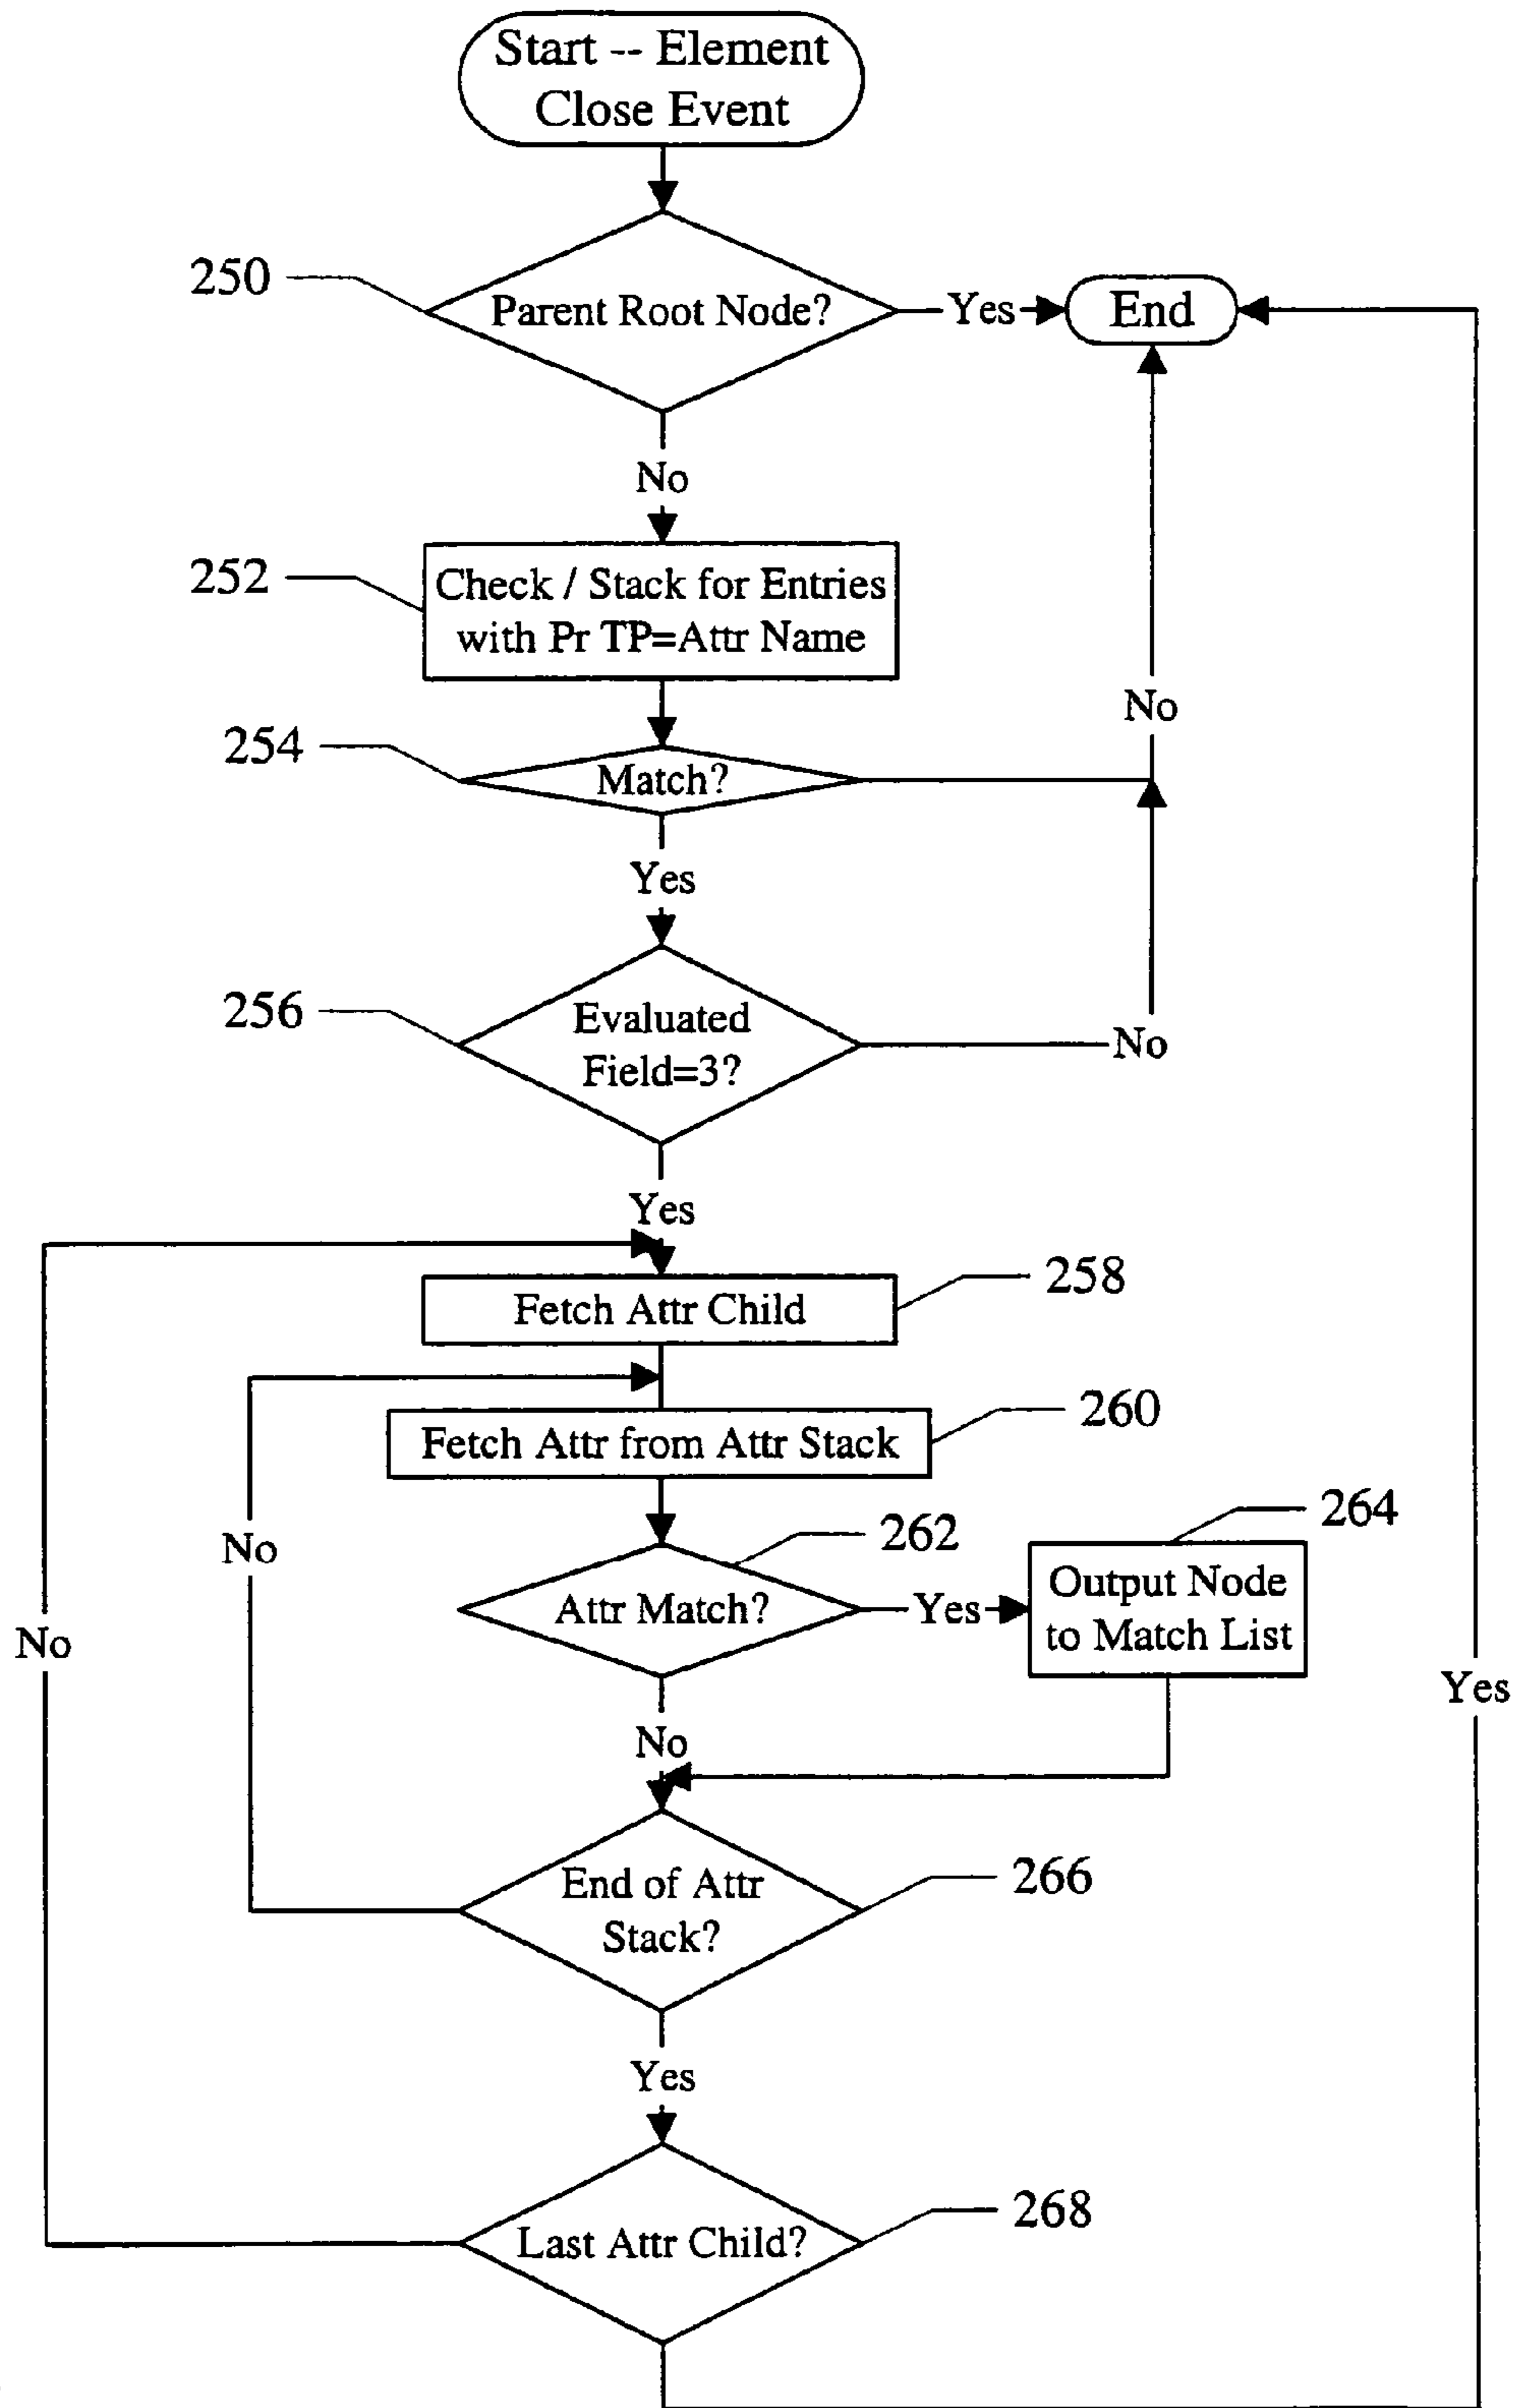 Start -- Element
Close Event
250
Parent Root Node?
Yes
End
No
252
Check / Stack for Entries
with Pr TP=Attr Name
No
254
Match?
Yes
256
Evaluated
Field=3?
No
Yes
258
Fetch Attr Child
260
Fetch Attr from Attr Stack
264
262
No
Attr Match?
Yes
Output Node
to Match List
No
Yes
No
266
End of Attr
Stack?
Yes
268
Last Attr Child?